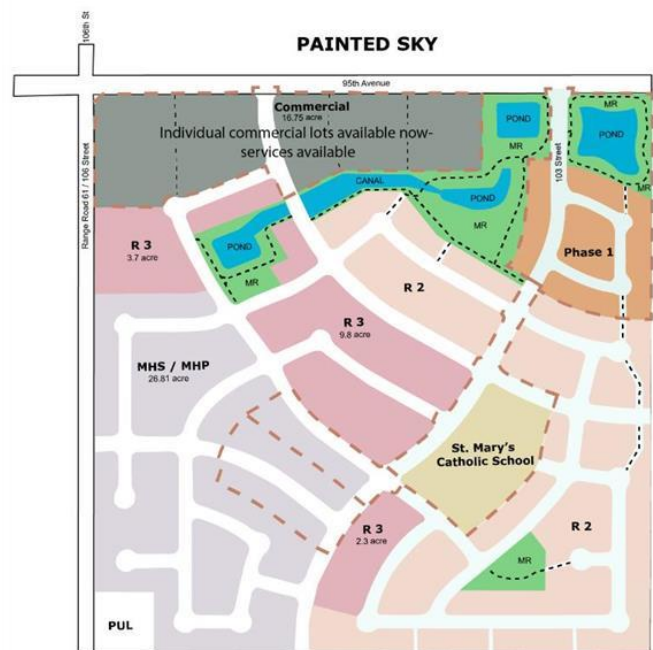 106th St
PAINTED SKY
95th Avenue
Commercial
16.75 acre
Individual commercial lots available now-
services available
POND
MR
MR
POND
MR
Range Road 61 / 106 Street
103 Street
CANAL
POND
MR
R 3
3.7 acre
POND
MR
Phase 1
R 2
R 3
9.8 acre
MHS / MHP
26.81 acre
St. Mary's
Catholic School
R 3
2.3 acre
R 2
MR
PUL